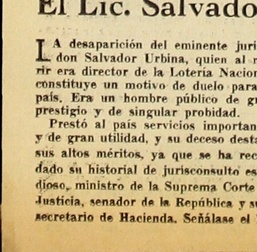 El Lic. Salvado
LA desaparición del eminente juri
don Salvador Urbina, quien al
rir era director de la Lotería Nacion
constituye un motivo de duelo para
país. Era un hombre público de
prestigio y de singular probidad.
Prestó al país servicios importan
y de gran utilidad, y su deceso desta
sus altos méritos, ya que se ha rec
dado su historial de jurisconsulto es
dioso, ministro de la Suprema Corte
Justicia, senador de la República y su
secretario de Hacienda. Señálase el